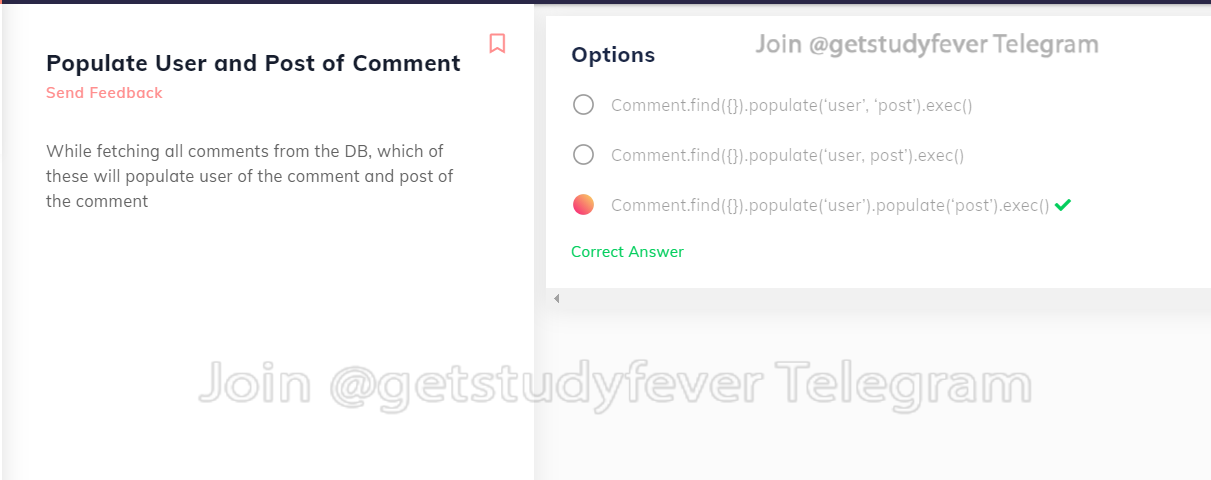 Populate User and Post of Comment
Send Feedback
While fetching all comments from the DB, which of
these will populate user of the comment and post of
the comment
Join @getstudyfever Telegram
Options
Comment.find({}).populate(‘user’, ‘post’).exec()
Comment.find({}).populate(‘user, post’).exec()
Comment.find({}).populate(‘user’).populate(‘post’).exec()
Correct Answer
Join @getstudyfever Telegram